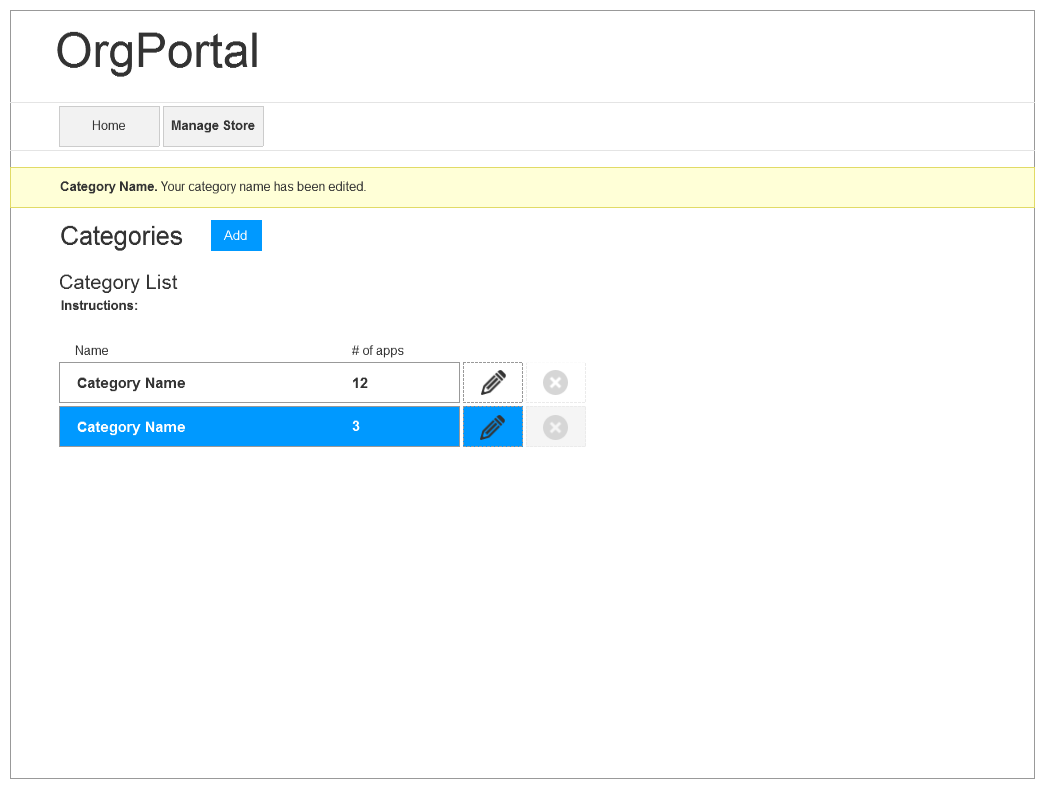 OrgPortal
Home Manage Store
Category Name. Your category name has been edited.
Categories Add
Category List
Instructions:
Name # of apps
Category Name 12
Category Name 3